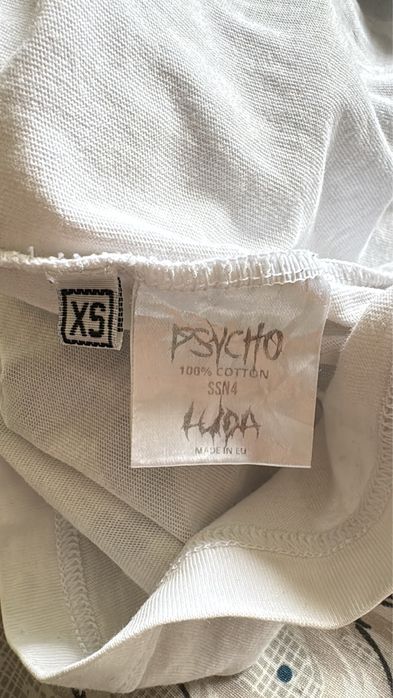 XS
PSYCHO
100% COTTON
SSN4
LUDA
MADE IN EU